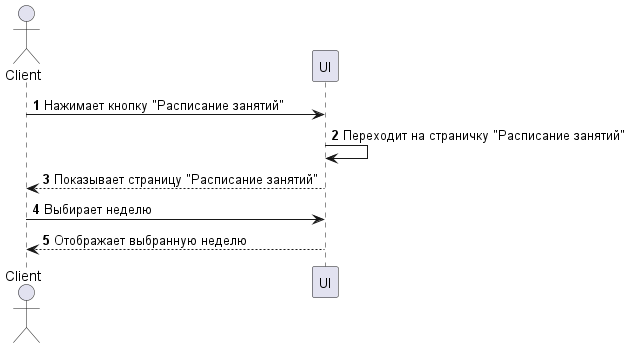 Client
UI
1 Нажимает кнопку "Расписание занятий"
2 Переходит на страничку "Расписание занятий"
3 Показывает страницу "Расписание занятий"
4 Выбирает неделю
5 Отображает выбранную неделю
Client
UI